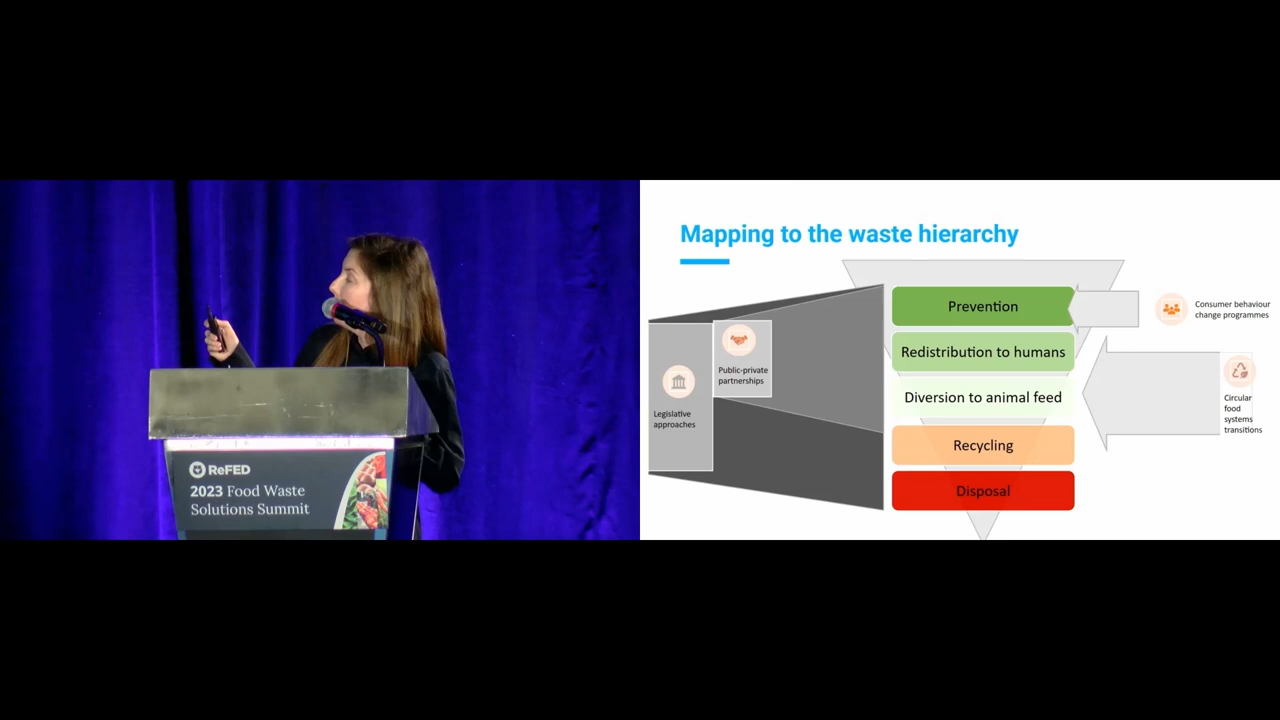 ReFED
2023 Food Waste
Solutions Summit
Mapping to the waste hierarchy
Prevention
Redistribution to humans
Diversion to animal feed
Recycling
Disposal
Legislative
approaches
Public-private
partnerships
Consumer behaviour
change programmes
Circular
food
systems
transitions